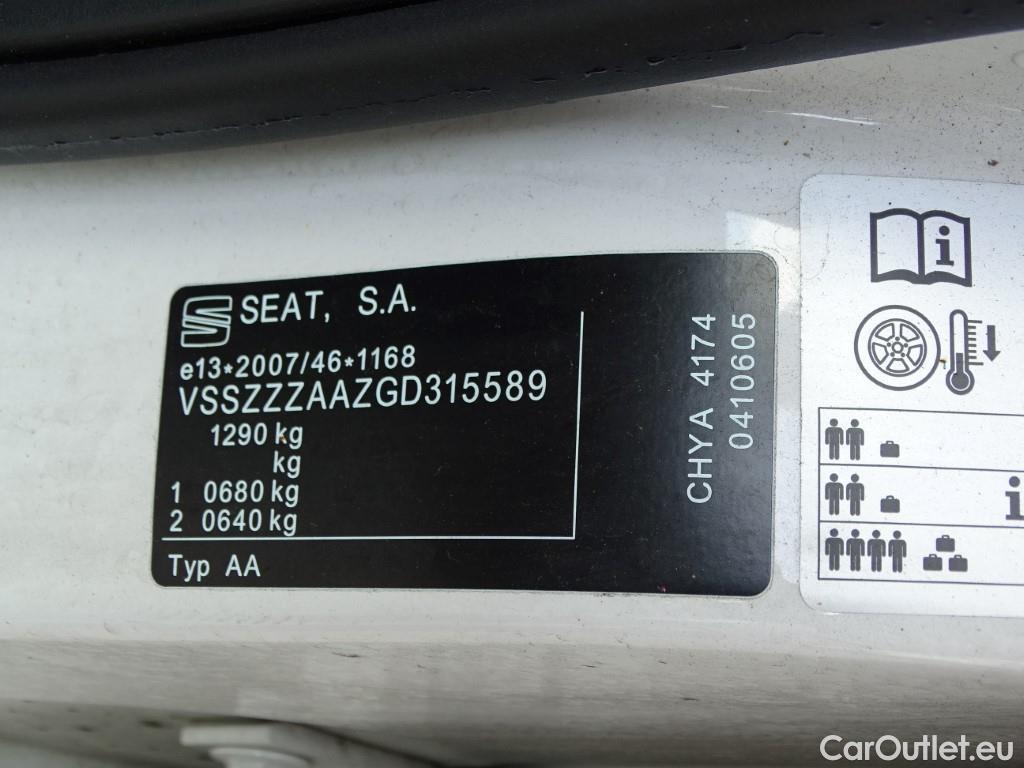 SEAT, S.A.
e13*2007/46*1168
VSSZZZAAZGD315589
1290 kg
kg
1 0680 kg
2 0640 kg
Typ AA
CHYA 4174
0410605
i
i
CarOutlet.eu